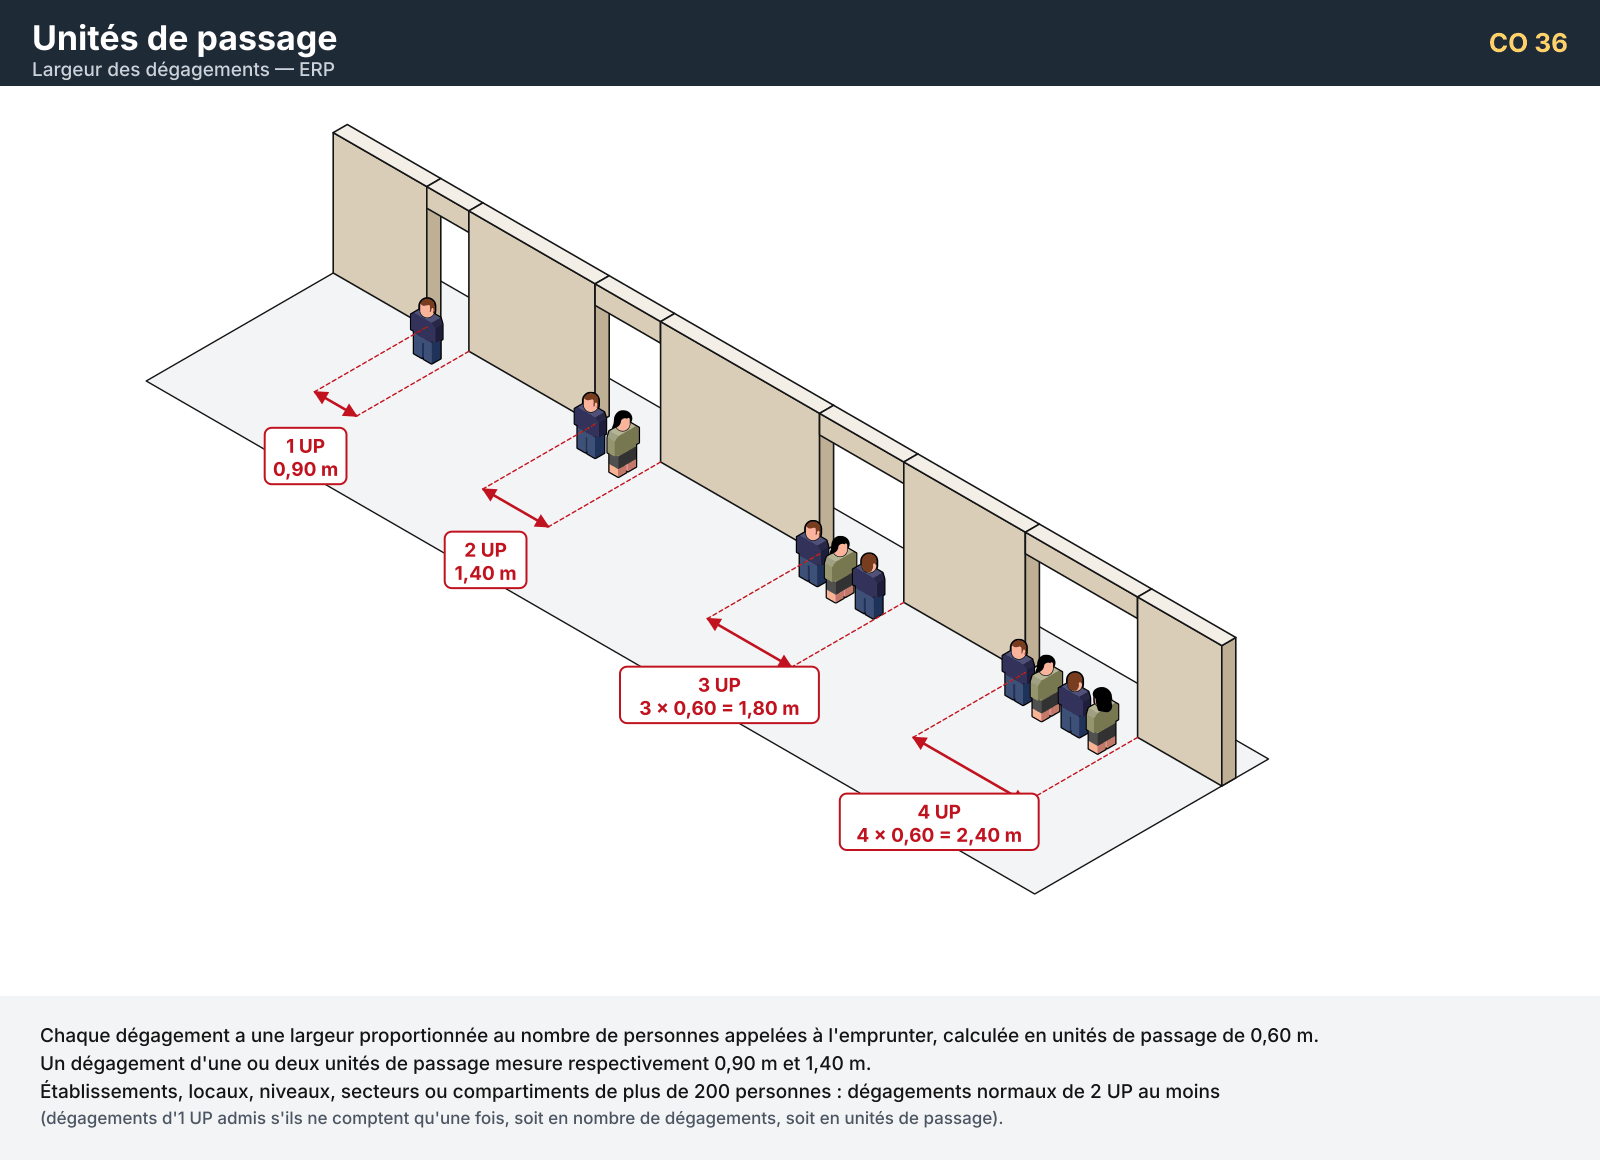 Unités de passage
Largeur des dégagements — ERP
CO 36
1 UP
0,90 m
2 UP
1,40 m
3 UP
3 × 0,60 = 1,80 m
4 UP
4 × 0,60 = 2,40 m
Chaque dégagement a une largeur proportionnée au nombre de personnes appelées à l'emprunter, calculée en unités de passage de 0,60 m.
Un dégagement d'une ou deux unités de passage mesure respectivement 0,90 m et 1,40 m.
Établissements, locaux, niveaux, secteurs ou compartiments de plus de 200 personnes : dégagements normaux de 2 UP au moins
(dégagements d'1 UP admis s'ils ne comptent qu'une fois, soit en nombre de dégagements, soit en unités de passage).